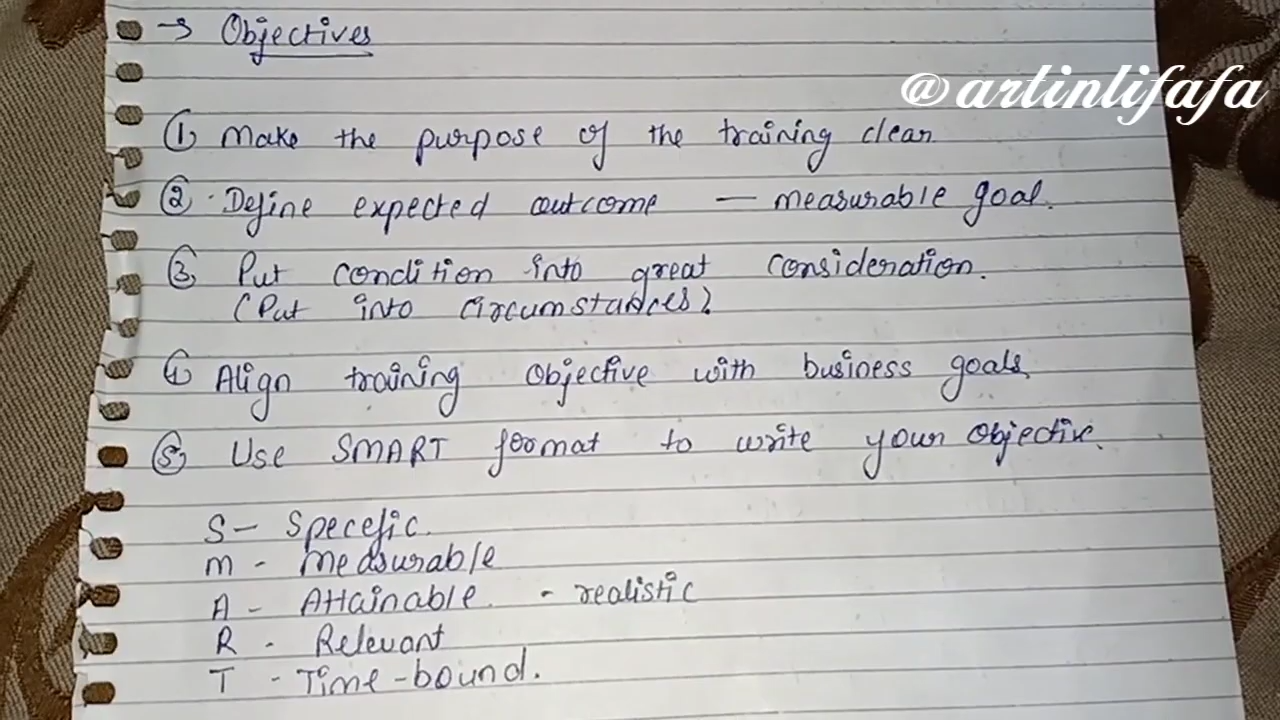 → Objectives
@artinlifafa
① Make the purpose of the training clear
② Define expected outcome — measurable goal.
③ Put condition into great consideration.
(Put into circumstances)
④ Align training objective with business goals
⑤ Use SMART format to write your objective.
S - Specefic.
M - Measurable
A - Attainable. - realistic
R - Relevant
T - Time-bound.